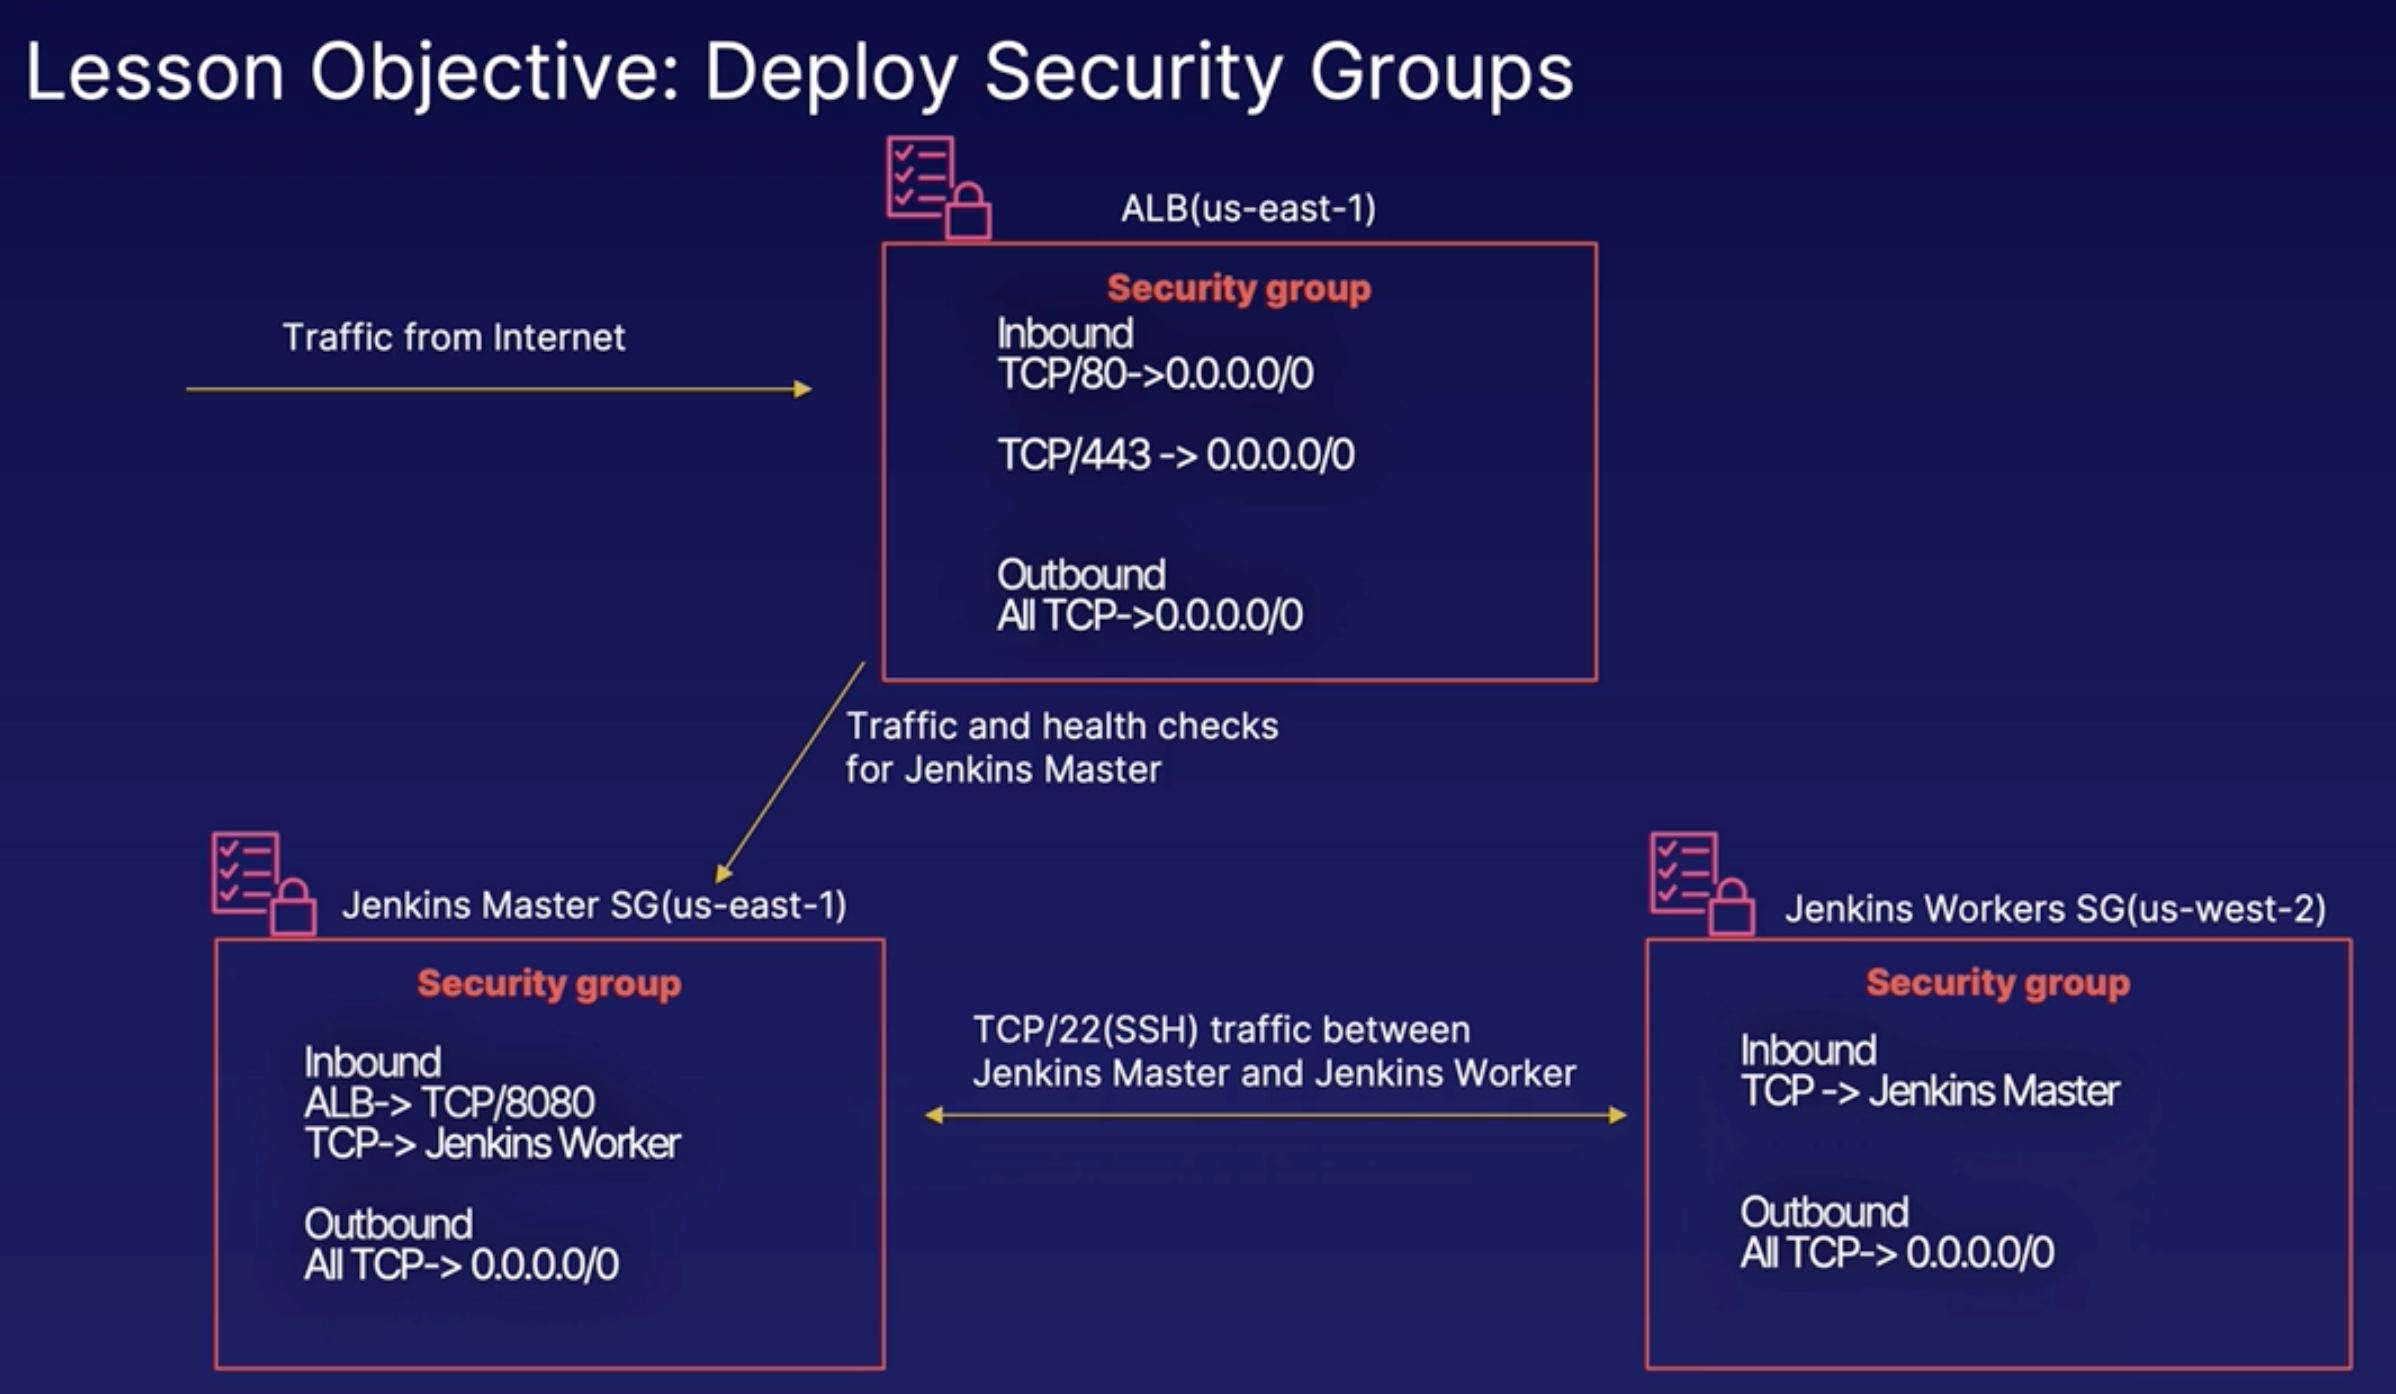 Lesson Objective: Deploy Security Groups
ALB(us-east-1)
Security group
Inbound
TCP/80->0.0.0.0/0
TCP/443 -> 0.0.0.0/0
Outbound
All TCP->0.0.0.0/0
Traffic from Internet
Traffic and health checks
for Jenkins Master
Jenkins Master SG(us-east-1)
Security group
Inbound
ALB-> TCP/8080
TCP-> Jenkins Worker
Outbound
All TCP-> 0.0.0.0/0
TCP/22(SSH) traffic between
Jenkins Master and Jenkins Worker
Jenkins Workers SG(us-west-2)
Security group
Inbound
TCP -> Jenkins Master
Outbound
All TCP-> 0.0.0.0/0